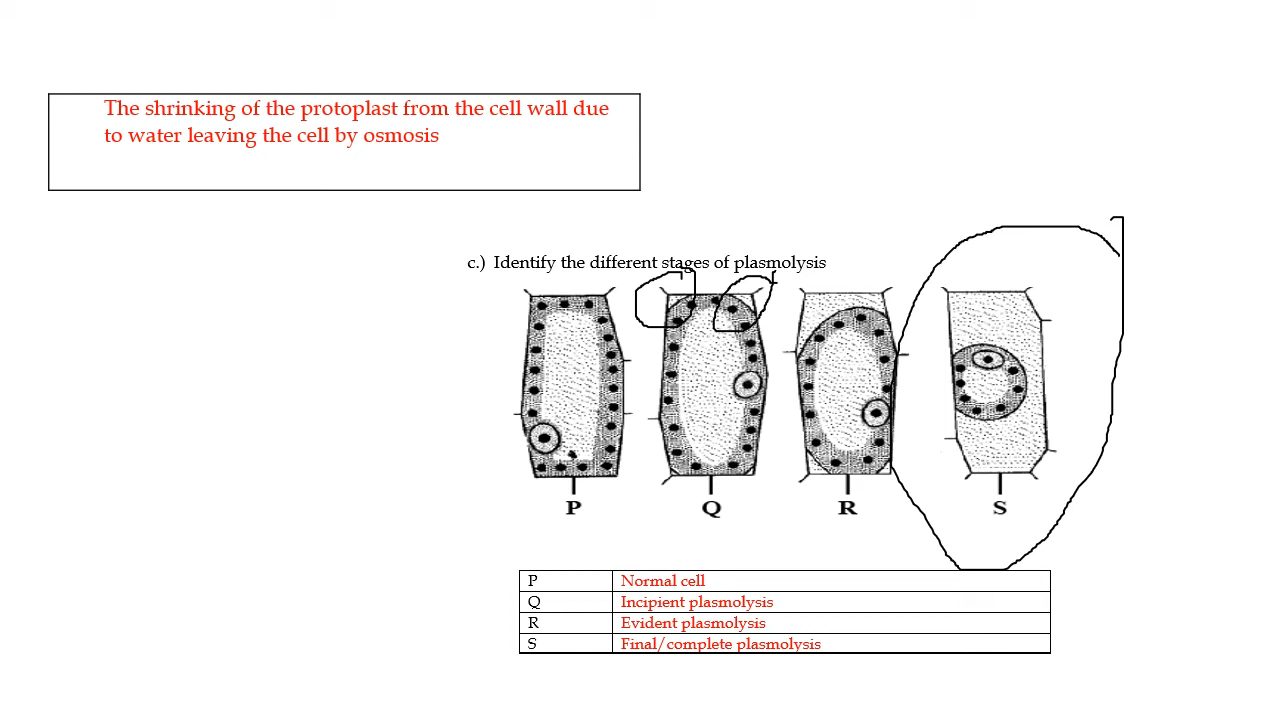 The shrinking of the protoplast from the cell wall due
to water leaving the cell by osmosis
c.) Identify the different stages of plasmolysis
P Q R S
P Normal cell
Q Incipient plasmolysis
R Evident plasmolysis
S Final/complete plasmolysis